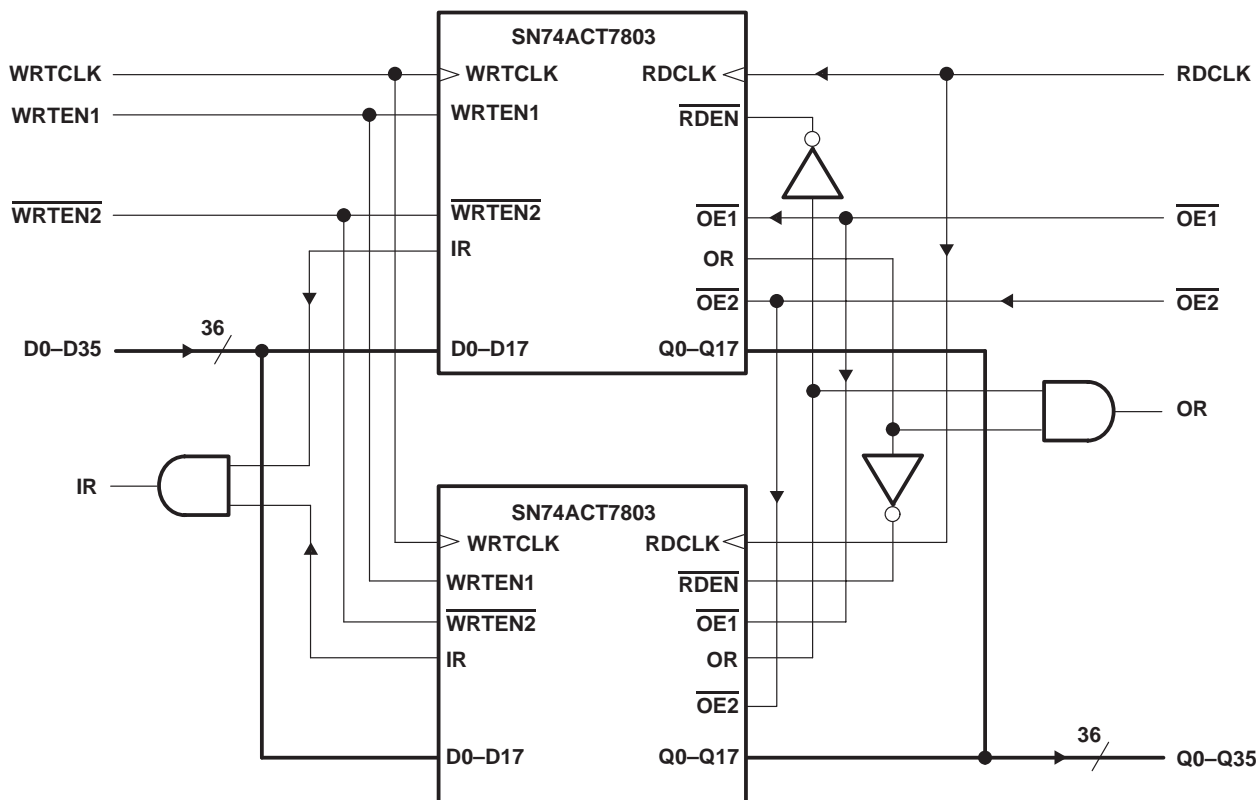 SN74ACT7803
WRTCLK
WRTCLK
RDCLK
RDCLK
WRTEN1
WRTEN1
RDEN
WRTEN2
WRTEN2
OE1
OE1
IR
OR
OE2
OE2
36
D0–D35
D0–D17
Q0–Q17
OR
IR
SN74ACT7803
WRTCLK
RDCLK
WRTEN1
RDEN
WRTEN2
OE1
IR
OR
OE2
36
D0–D17
Q0–Q17
Q0–Q35